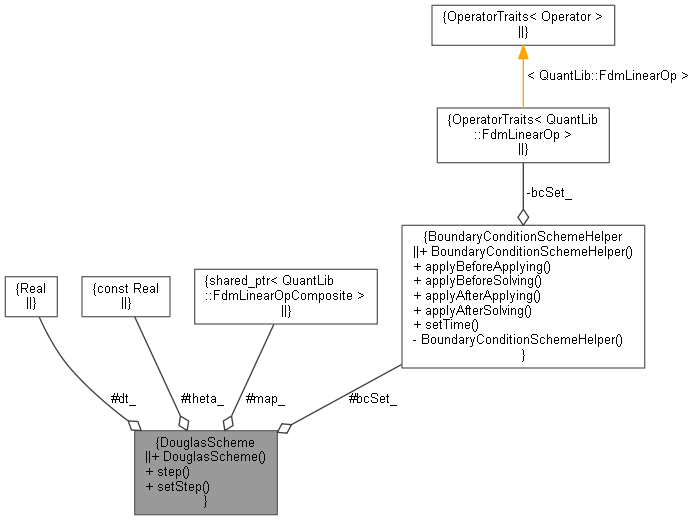 {OperatorTraits< Operator >
||}
< QuantLib::FdmLinearOp >
{OperatorTraits< QuantLib
::FdmLinearOp >
||}
-bcSet_
{BoundaryConditionSchemeHelper
||+ BoundaryConditionSchemeHelper()
+ applyBeforeApplying()
+ applyBeforeSolving()
+ applyAfterApplying()
+ applyAfterSolving()
+ setTime()
- BoundaryConditionSchemeHelper()
}
{Real
||}
{const Real
||}
{shared_ptr< QuantLib
::FdmLinearOpComposite >
||}
#dt_
#theta_
#map_
#bcSet_
{DouglasScheme
||+ DouglasScheme()
+ step()
+ setStep()
}